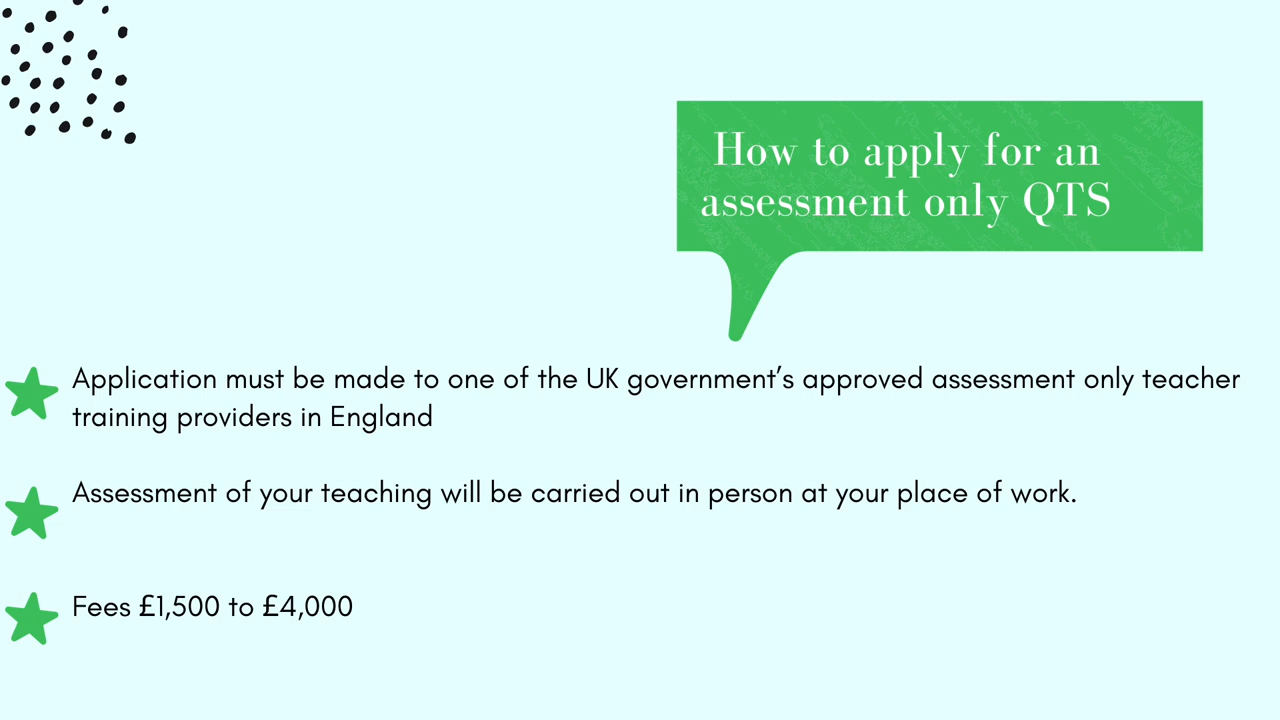 How to apply for an
assessment only QTS
Application must be made to one of the UK government’s approved assessment only teacher
training providers in England
Assessment of your teaching will be carried out in person at your place of work.
Fees £1,500 to £4,000